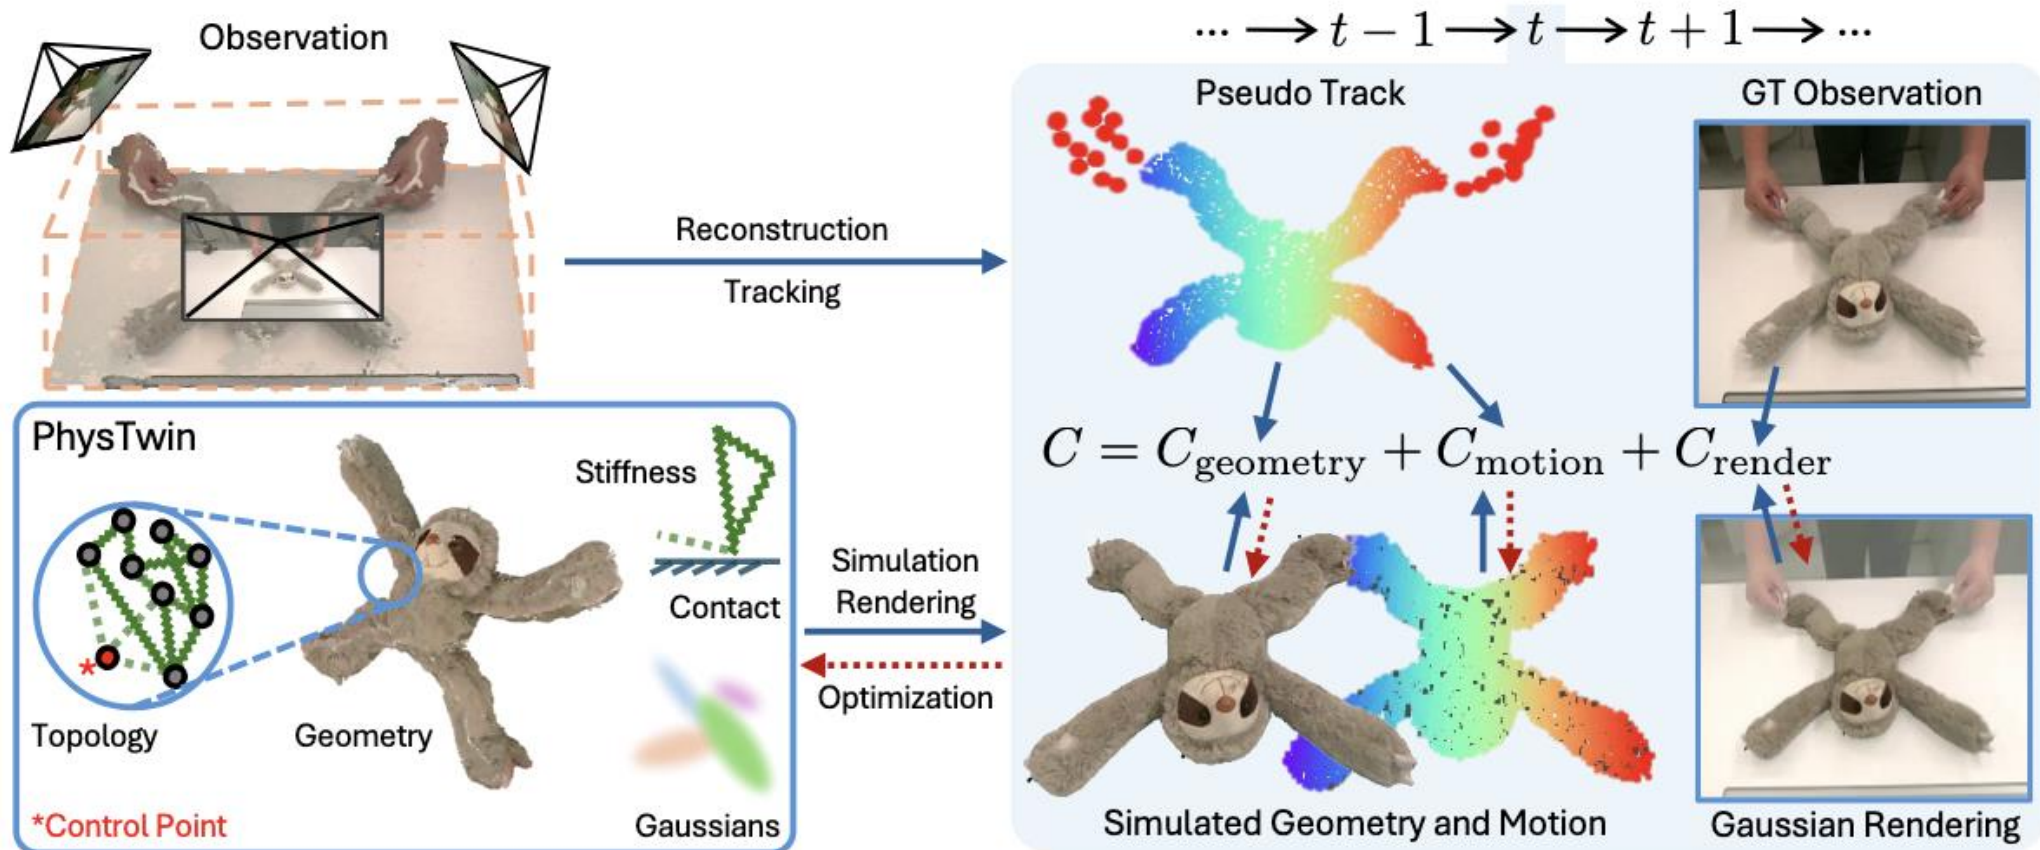 Observation
··· → t − 1 → t → t + 1 → ···
Pseudo Track
GT Observation
Reconstruction
Tracking
C = C_geometry + C_motion + C_render
PhysTwin
Stiffness
Contact
Topology
Geometry
*
*Control Point
Gaussians
Simulation
Rendering
Optimization
Simulated Geometry and Motion
Gaussian Rendering